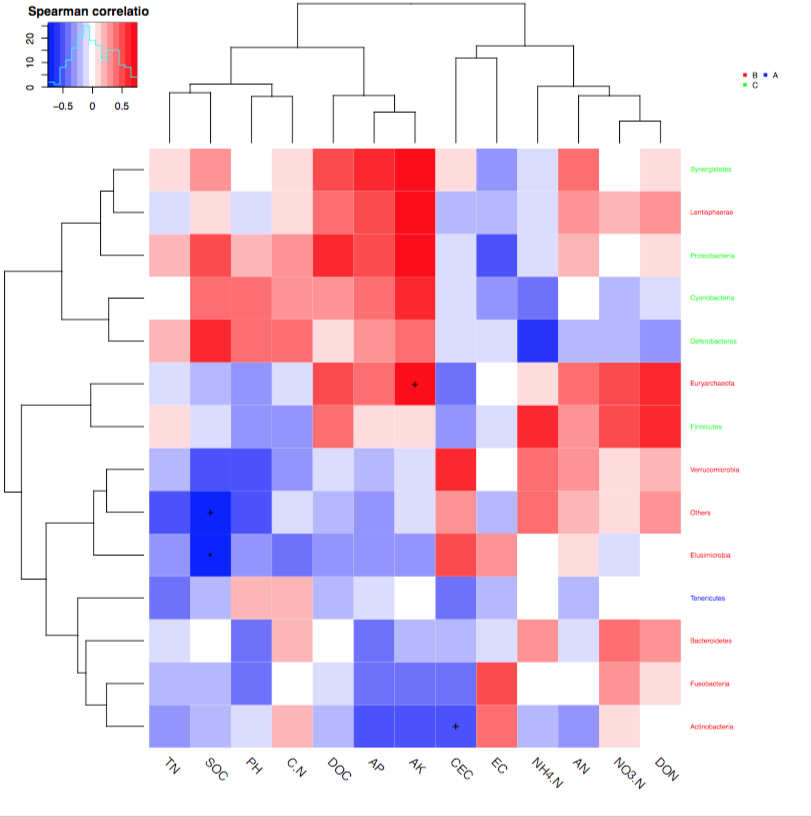 Spearman correlatio
0 10 20
−0.5 0 0.5
B A
C
Synergistetes
Lentisphaerae
Proteobacteria
Cyanobacteria
Deferribacteres
Euryarchaeota
+
Firmicutes
Verrucomicrobia
Others
+
Elusimicrobia
Tenericutes
Bacteroidetes
Fusobacteria
Actinobacteria
+
TN SOC PH C.N DOC AP AK CEC EC NH4.N AN NO3.N DON